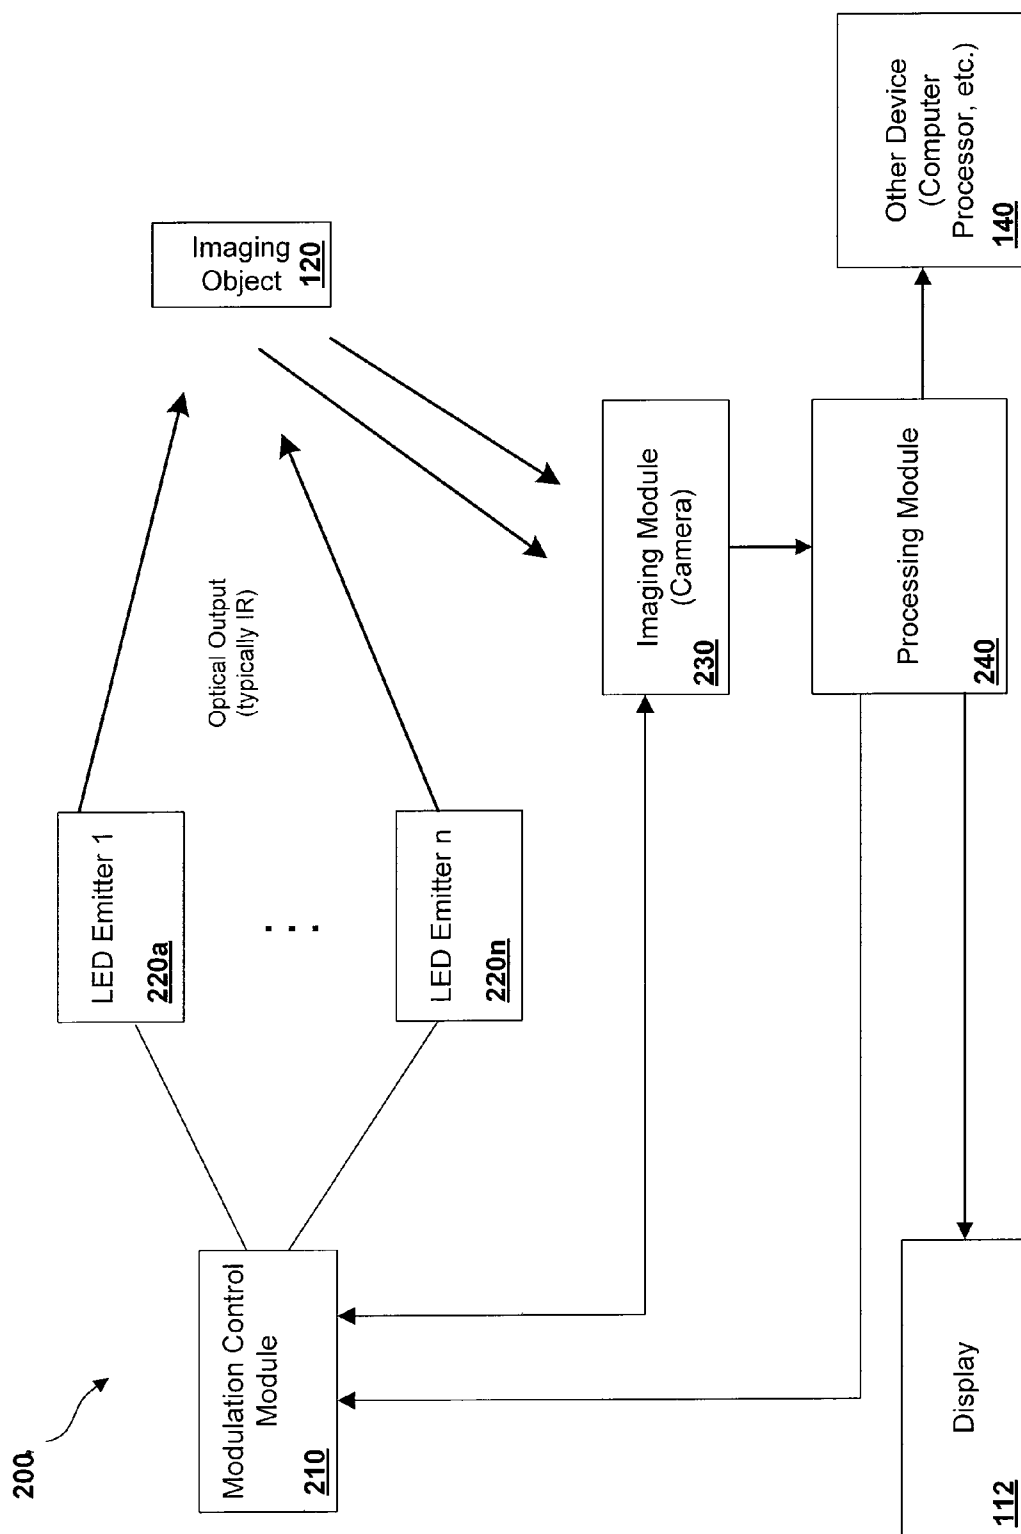 200
Modulation Control
Module
210
LED Emitter 1
220a
. . .
LED Emitter n
220n
Optical Output
(typically IR)
Imaging
Object
120
Imaging Module
(Camera)
230
Processing Module
240
Other Device
(Computer
Processor, etc.)
140
Display
112